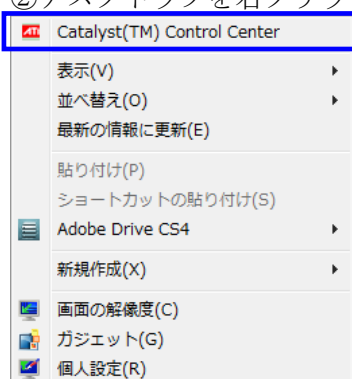 ②デスクトップを右クリッ
ATI Catalyst(TM) Control Center
表示(V)
並べ替え(O)
最新の情報に更新(E)
貼り付け(P)
ショートカットの貼り付け(S)
Adobe Drive CS4
新規作成(X)
画面の解像度(C)
ガジェット(G)
個人設定(R)